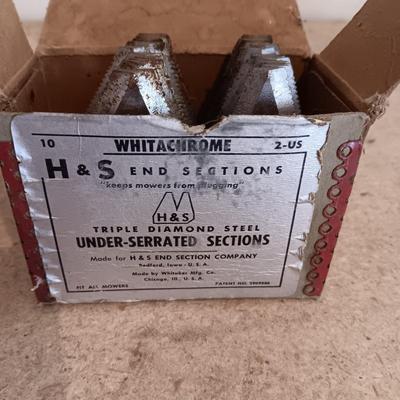 10 WHITACHROME 2-US
H & S END SECTIONS
"keeps mowers from plugging"
H&S
TRIPLE DIAMOND STEEL
UNDER-SERRATED SECTIONS
Made for H & S END SECTION COMPANY
Bedford, Iowa - U.S.A.
Made by Whitaker Mfg. Co.
Chicago, Ill., U.S.A.
FIT ALL MOWERS PATENT NO.